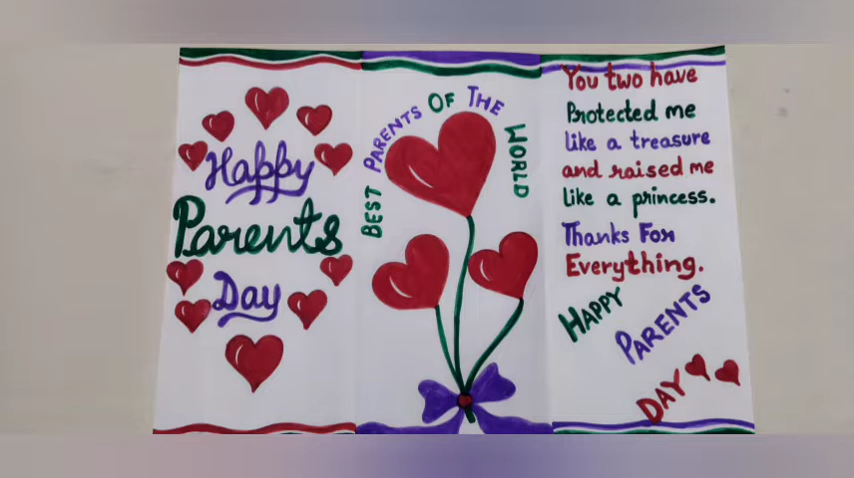 Happy
Parents
Day
BEST PARENTS OF THE WORLD
You two have
Protected me
like a treasure
and raised me
like a princess.
Thanks For
Everything.
HAPPY
PARENTS
DAY